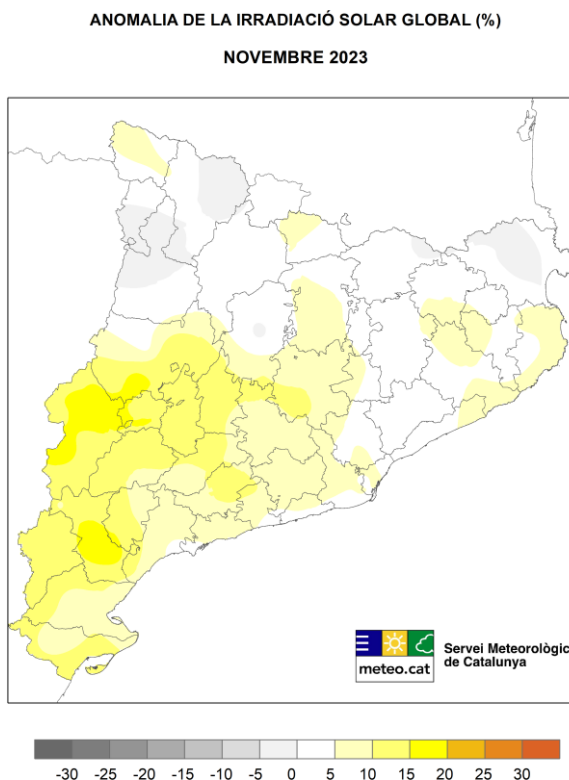 ANOMALIA DE LA IRRADIACIÓ SOLAR GLOBAL (%)
NOVEMBRE 2023
meteo.cat
Servei Meteorològic
de Catalunya
-30 -25 -20 -15 -10 -5 0 5 10 15 20 25 30